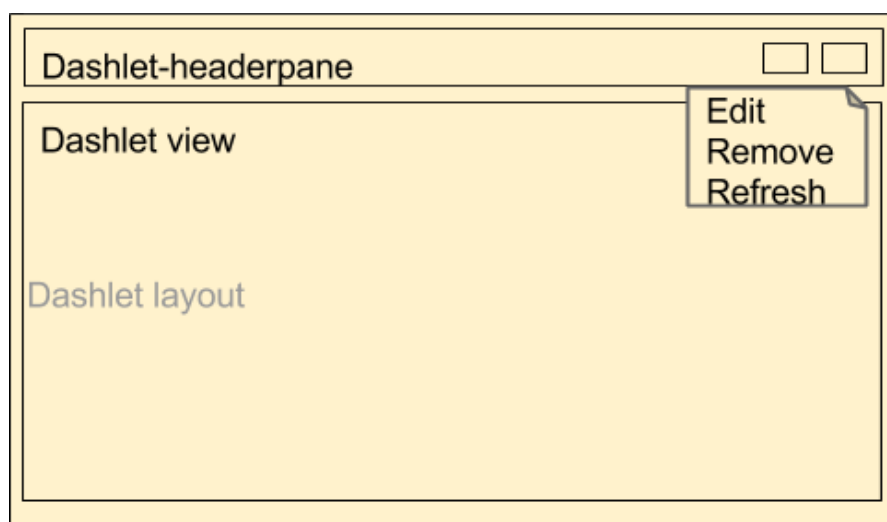 Dashlet-headerpane
Edit
Dashlet view
Remove
Refresh
Dashlet layout